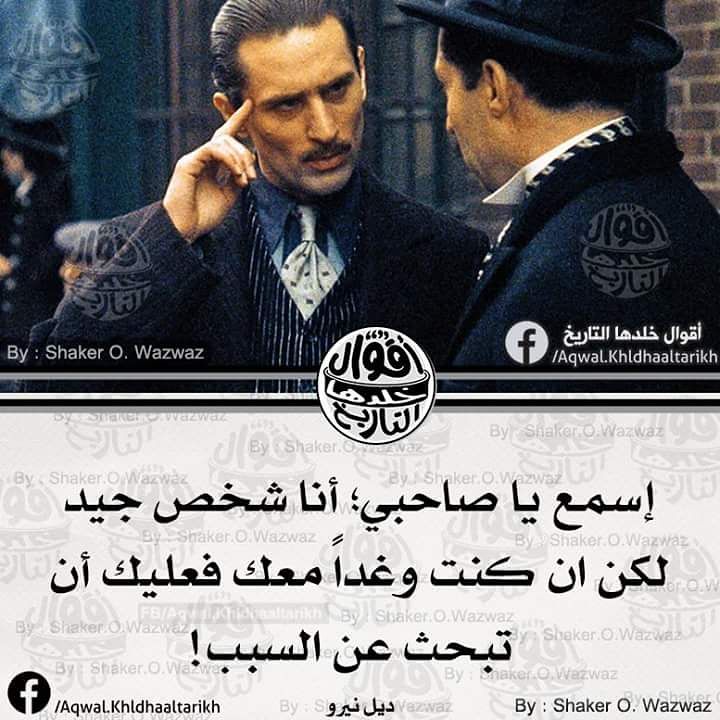 أقوال خلدها التاريخ
/Aqwal.Khldhaaltarikh
By : Shaker O. Wazwaz
أقوال
خلدها
التاريخ
إسمع يا صاحبي؛ أنا شخص جيد
لكن ان كنت وغداً معك فعليك أن
تبحث عن السبب!
/Aqwal.Khldhaaltarikh
ديل نيرو
By : Shaker O. Wazwaz